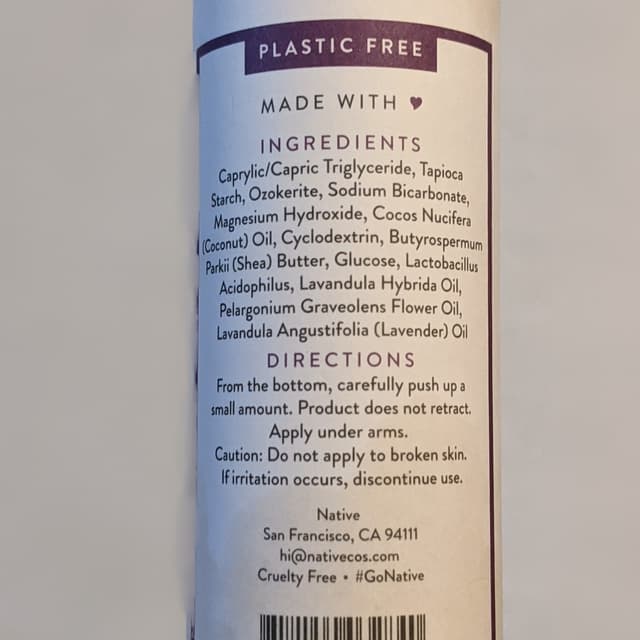 PLASTIC FREE
MADE WITH ♥
INGREDIENTS
Caprylic/Capric Triglyceride, Tapioca
Starch, Ozokerite, Sodium Bicarbonate,
Magnesium Hydroxide, Cocos Nucifera
(Coconut) Oil, Cyclodextrin, Butyrospermum
Parkii (Shea) Butter, Glucose, Lactobacillus
Acidophilus, Lavandula Hybrida Oil,
Pelargonium Graveolens Flower Oil,
Lavandula Angustifolia (Lavender) Oil
DIRECTIONS
From the bottom, carefully push up a
small amount. Product does not retract.
Apply under arms.
Caution: Do not apply to broken skin.
If irritation occurs, discontinue use.
Native
San Francisco, CA 94111
hi@nativecos.com
Cruelty Free • #GoNative